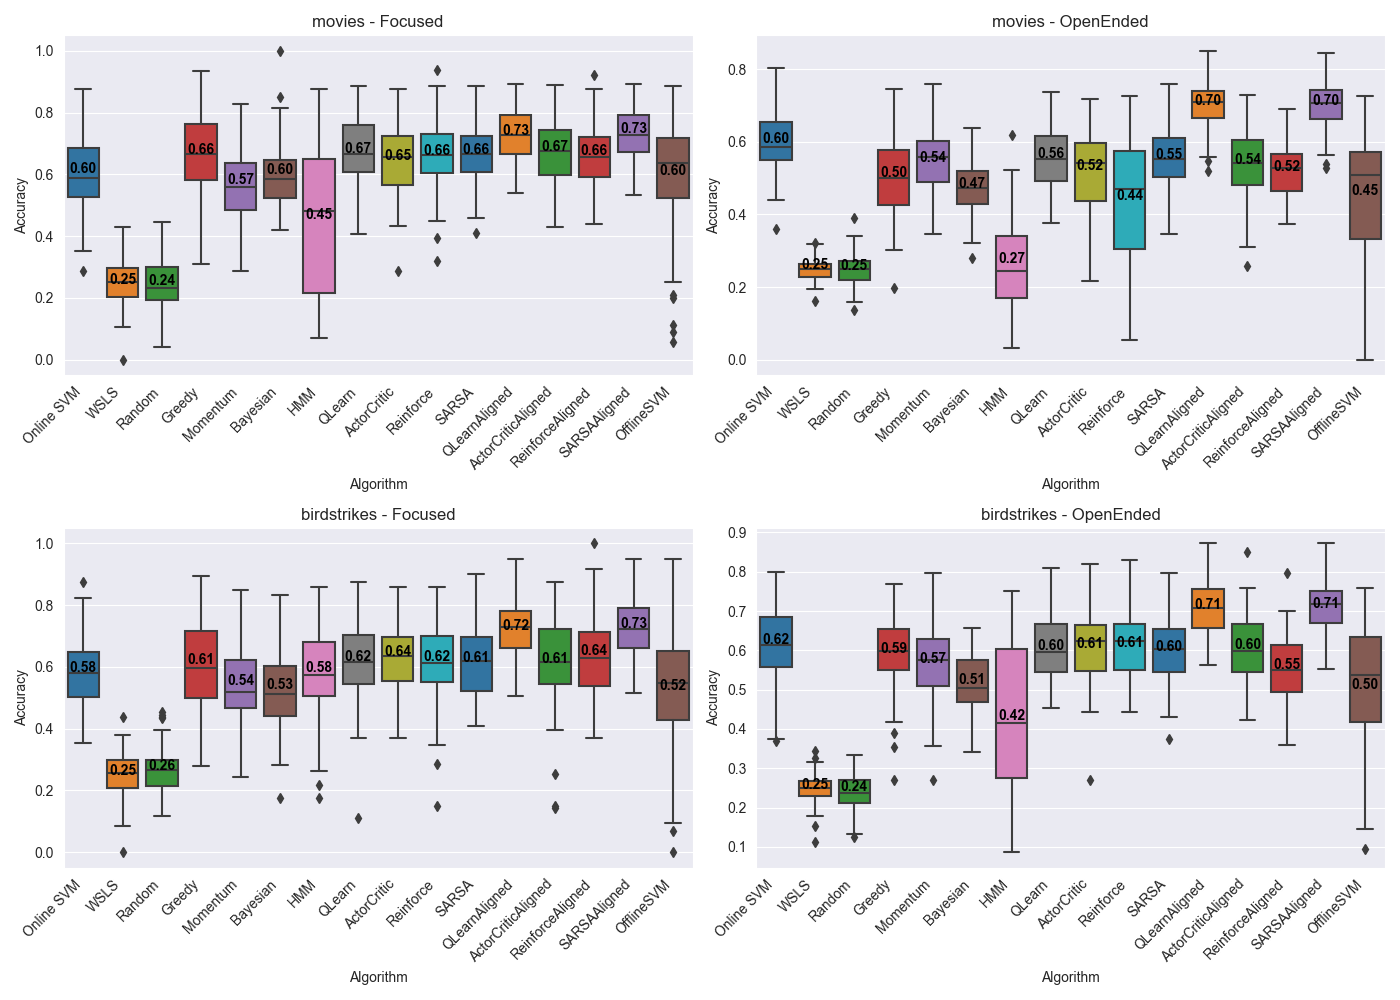 movies - Focused
1.0
0.8
0.6
0.4
0.2
0.0
Accuracy
0.60
0.25
0.24
0.66
0.57
0.60
0.45
0.67
0.65
0.66
0.66
0.73
0.67
0.66
0.73
0.60
Online SVM
WSLS
Random
Greedy
Momentum
Bayesian
HMM
QLearn
ActorCritic
Reinforce
SARSA
QLearnAligned
ActorCriticAligned
ReinforceAligned
SARSAAligned
OfflineSVM
Algorithm
movies - OpenEnded
0.8
0.6
0.4
0.2
0.0
Accuracy
0.60
0.25
0.25
0.50
0.54
0.47
0.27
0.56
0.52
0.44
0.55
0.70
0.54
0.52
0.70
0.45
Online SVM
WSLS
Random
Greedy
Momentum
Bayesian
HMM
QLearn
ActorCritic
Reinforce
SARSA
QLearnAligned
ActorCriticAligned
ReinforceAligned
SARSAAligned
OfflineSVM
Algorithm
birdstrikes - Focused
1.0
0.8
0.6
0.4
0.2
0.0
Accuracy
0.58
0.25
0.26
0.61
0.54
0.53
0.58
0.62
0.64
0.62
0.61
0.72
0.61
0.64
0.73
0.52
Online SVM
WSLS
Random
Greedy
Momentum
Bayesian
HMM
QLearn
ActorCritic
Reinforce
SARSA
QLearnAligned
ActorCriticAligned
ReinforceAligned
SARSAAligned
OfflineSVM
Algorithm
birdstrikes - OpenEnded
0.9
0.8
0.7
0.6
0.5
0.4
0.3
0.2
0.1
Accuracy
0.62
0.25
0.24
0.59
0.57
0.51
0.42
0.60
0.61
0.61
0.60
0.71
0.60
0.55
0.71
0.50
Online SVM
WSLS
Random
Greedy
Momentum
Bayesian
HMM
QLearn
ActorCritic
Reinforce
SARSA
QLearnAligned
ActorCriticAligned
ReinforceAligned
SARSAAligned
OfflineSVM
Algorithm